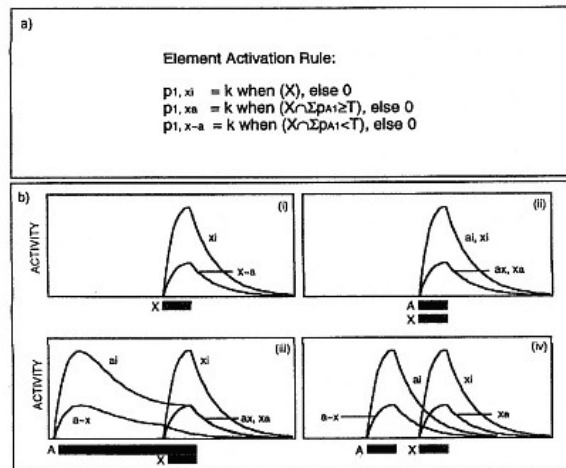 a)
Element Activation Rule:
p1, xi = k when (X), else 0
p1, xa = k when (X∩ΣpA1≥T), else 0
p1, x-a = k when (X∩ΣpA1<T), else 0
b)
(i)
ACTIVITY
xi
x-a
X
(ii)
ai, xi
ax, xa
A
X
(iii)
ACTIVITY
ai
xi
a-x
ax, xa
A
X
(iv)
ai
xi
a-x
xa
A
X